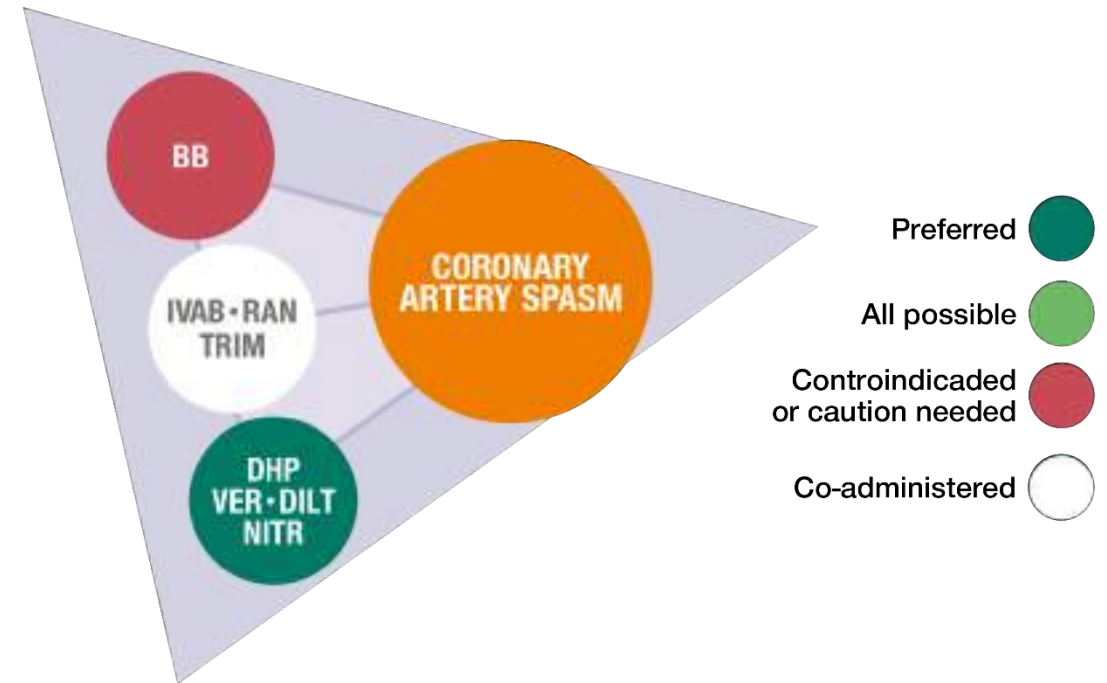 BB
IVAB•RAN
TRIM
DHP
VER•DILT
NITR
CORONARY
ARTERY SPASM
Preferred
All possible
Controindicaded
or caution needed
Co-administered